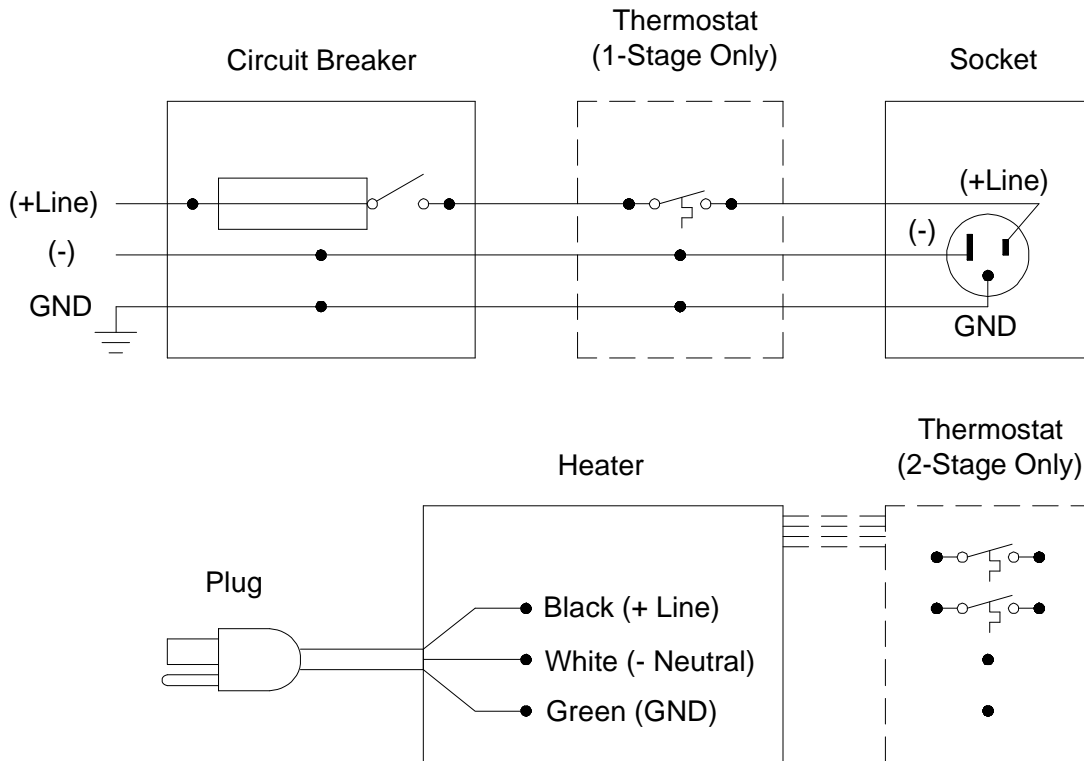 Thermostat
(1-Stage Only)
Circuit Breaker
Socket
(+Line)
(+Line)
(-)
(-)
GND
GND
Thermostat
(2-Stage Only)
Heater
Plug
Black (+ Line)
White (- Neutral)
Green (GND)